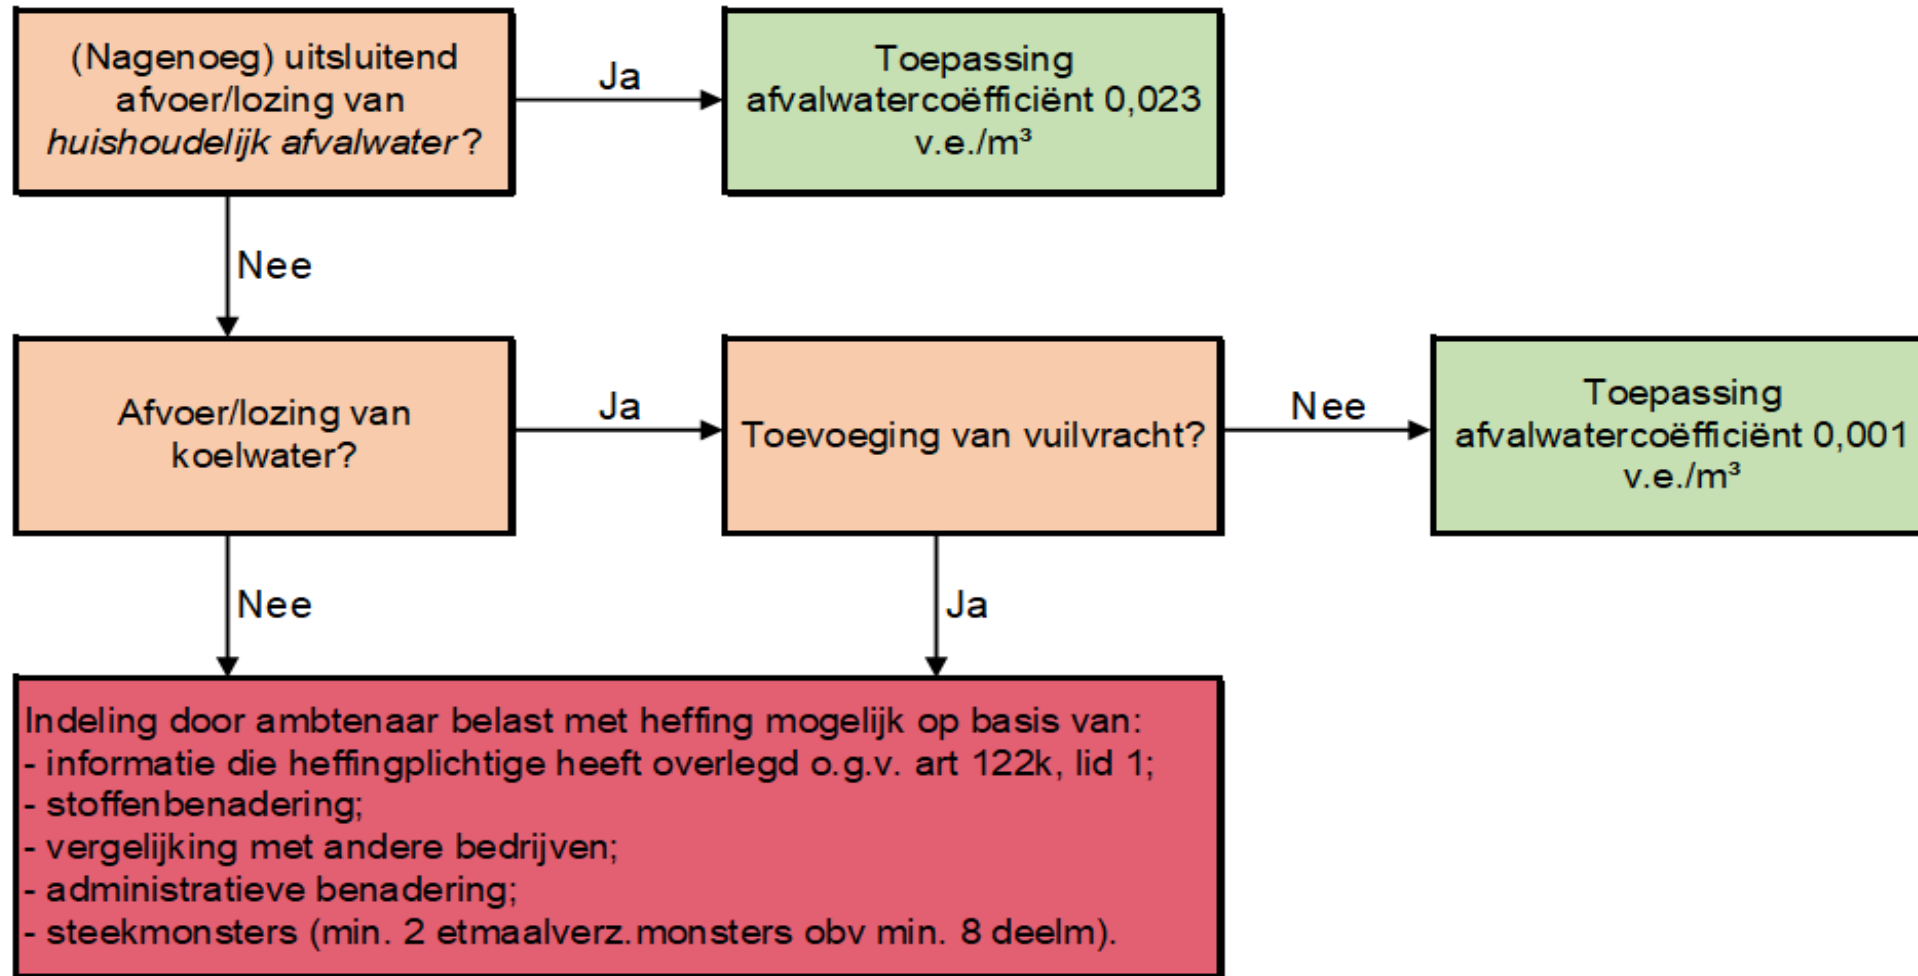 (Nagenoeg) uitsluitend
afvoer/lozing van
huishoudelijk afvalwater?
Ja
Toepassing
afvalwatercoëfficiënt 0,023
v.e./m³
Nee
Afvoer/lozing van
koelwater?
Ja
Toevoeging van vuilvracht?
Nee
Toepassing
afvalwatercoëfficiënt 0,001
v.e./m³
Nee
Ja
Indeling door ambtenaar belast met heffing mogelijk op basis van:
- informatie die heffingplichtige heeft overlegd o.g.v. art 122k, lid 1;
- stoffenbenadering;
- vergelijking met andere bedrijven;
- administratieve benadering;
- steekmonsters (min. 2 etmaalverz.monsters obv min. 8 deelm).